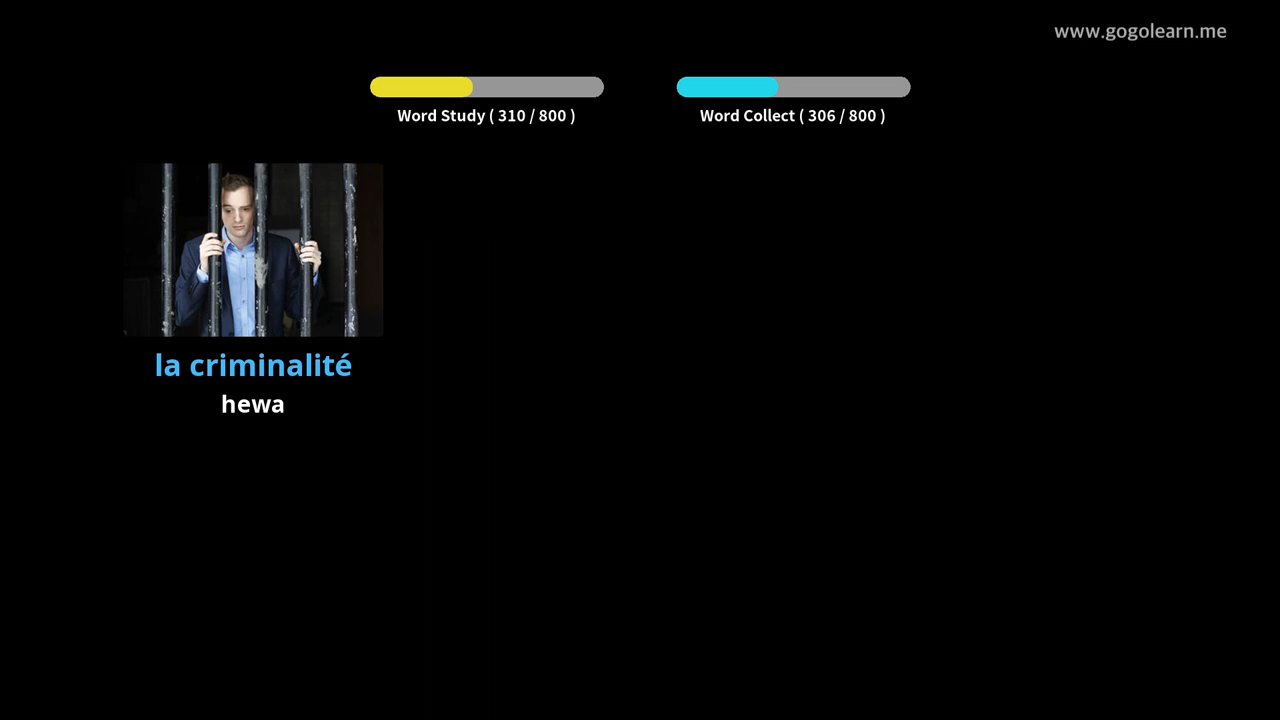 www.gogolearn.me
Word Study ( 310 / 800 )
Word Collect ( 306 / 800 )
la criminalité
hewa